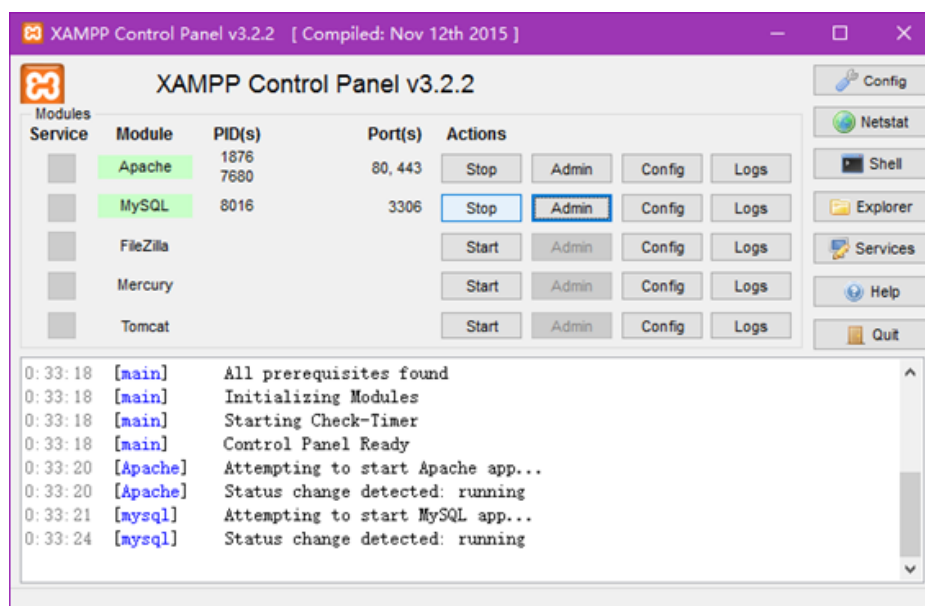 XAMPP Control Panel v3.2.2 [ Compiled: Nov 12th 2015 ]
XAMPP Control Panel v3.2.2
Config
Modules
Service Module PID(s) Port(s) Actions
Netstat
Apache 1876 7680 80, 443 Stop Admin Config Logs
Shell
MySQL 8016 3306 Stop Admin Config Logs
Explorer
FileZilla Start Admin Config Logs
Services
Mercury Start Admin Config Logs
Help
Tomcat Start Admin Config Logs
Quit
0:33:18 [main] All prerequisites found
0:33:18 [main] Initializing Modules
0:33:18 [main] Starting Check-Timer
0:33:18 [main] Control Panel Ready
0:33:20 [Apache] Attempting to start Apache app...
0:33:20 [Apache] Status change detected: running
0:33:21 [mysql] Attempting to start MySQL app...
0:33:24 [mysql] Status change detected: running